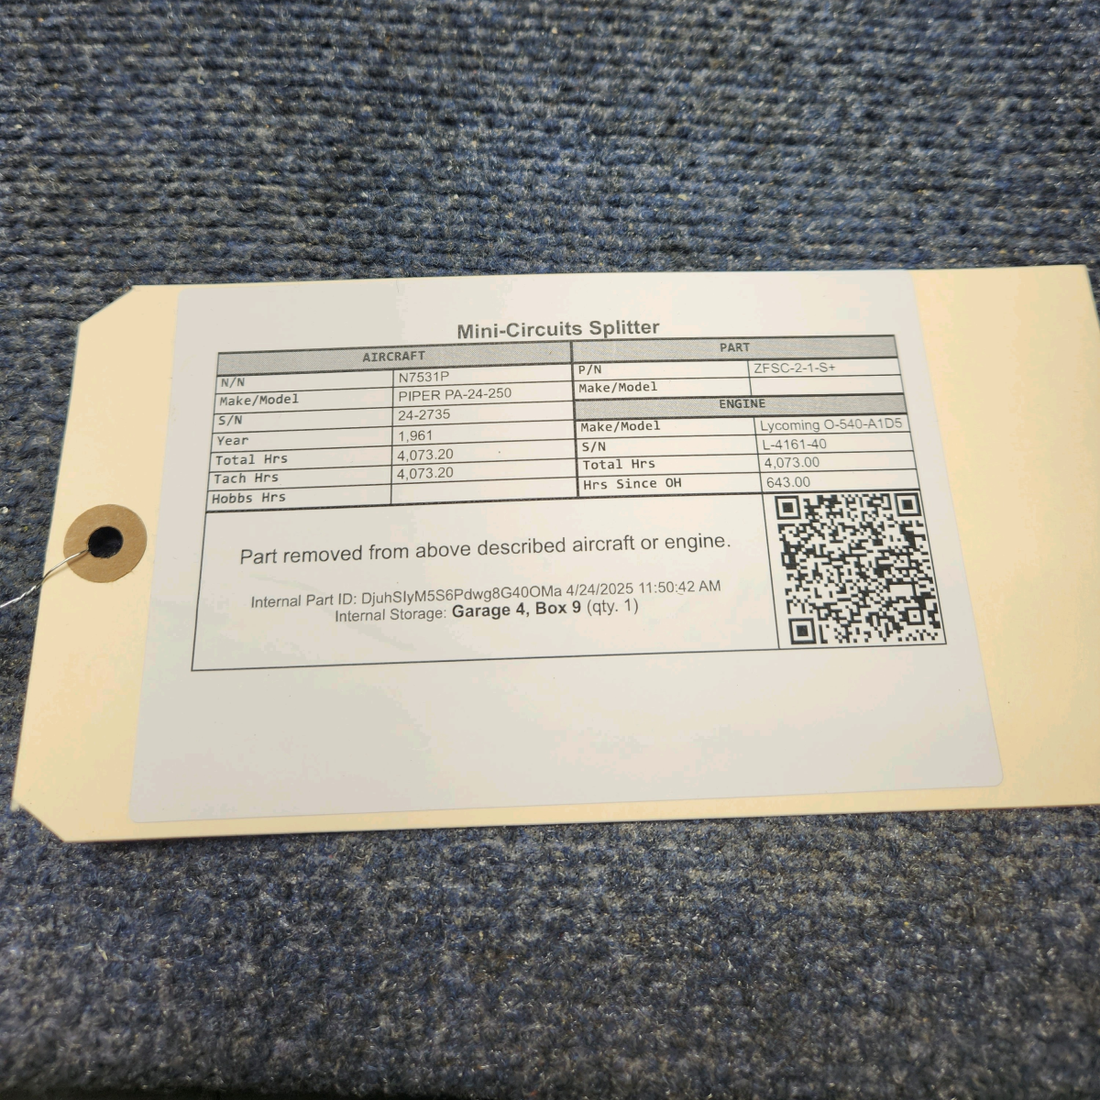 Mini-Circuits Splitter
AIRCRAFT
N/N N7531P
Make/Model PIPER PA-24-250
S/N 24-2735
Year 1,961
Total Hrs 4,073.20
Tach Hrs 4,073.20
Hobbs Hrs
PART
P/N ZFSC-2-1-S+
Make/Model
ENGINE
Make/Model Lycoming O-540-A1D5
S/N L-4161-40
Total Hrs 4,073.00
Hrs Since OH 643.00
Part removed from above described aircraft or engine.
Internal Part ID: DjuhSIyM5S6Pdwg8G40OMa 4/24/2025 11:50:42 AM
Internal Storage: Garage 4, Box 9 (qty. 1)